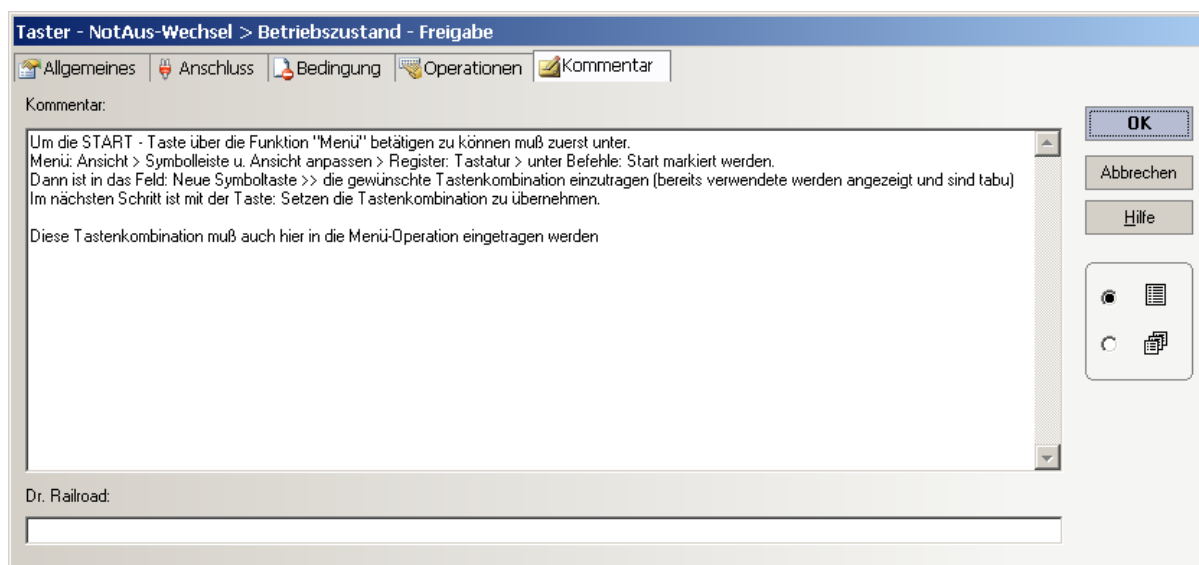 Taster - NotAus-Wechsel > Betriebszustand - Freigabe
Allgemeines Anschluss Bedingung Operationen Kommentar
Kommentar:
Um die START - Taste über die Funktion "Menü" betätigen zu können muß zuerst unter.
Menü: Ansicht > Symbolleiste u. Ansicht anpassen > Register: Tastatur > unter Befehle: Start markiert werden.
Dann ist in das Feld: Neue Symboltaste >> die gewünschte Tastenkombination einzutragen (bereits verwendete werden angezeigt und sind tabu)
Im nächsten Schritt ist mit der Taste: Setzen die Tastenkombination zu übernehmen.
Diese Tastenkombination muß auch hier in die Menü-Operation eingetragen werden
OK
Abbrechen
Hilfe
Dr. Railroad: